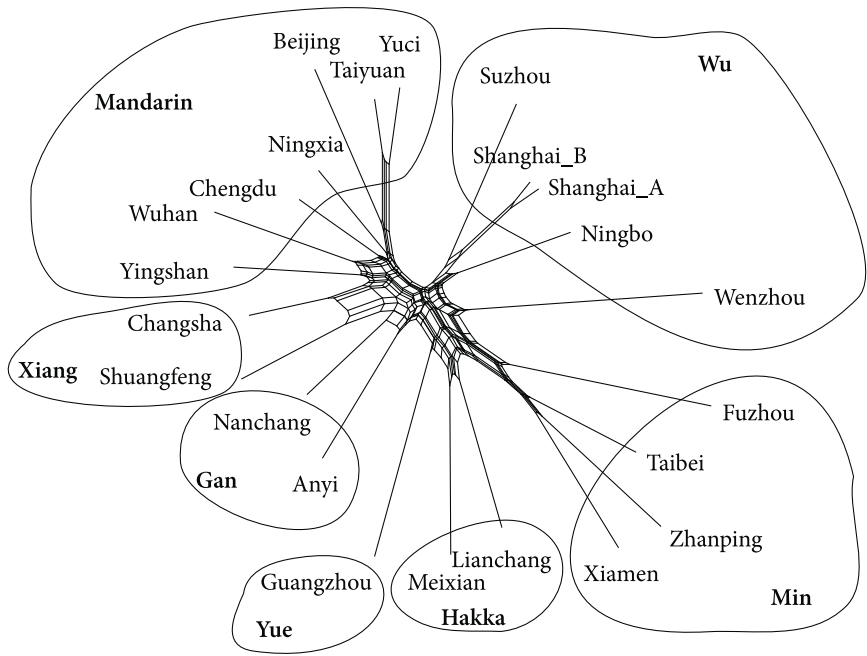 Beijing
Yuci
Taiyuan
Wu
Suzhou
Mandarin
Ningxia
Shanghai_B
Chengdu
Shanghai_A
Wuhan
Ningbo
Yingshan
Wenzhou
Changsha
Xiang
Shuangfeng
Nanchang
Fuzhou
Taibei
Gan
Anyi
Zhanping
Lianchang
Xiamen
Guangzhou
Meixian
Min
Hakka
Yue